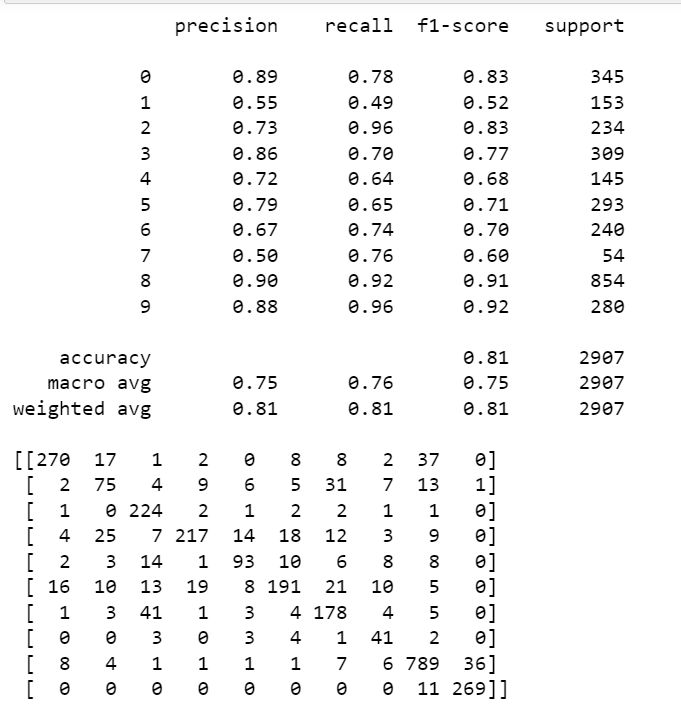 precision recall f1-score support
0 0.89 0.78 0.83 345
1 0.55 0.49 0.52 153
2 0.73 0.96 0.83 234
3 0.86 0.70 0.77 309
4 0.72 0.64 0.68 145
5 0.79 0.65 0.71 293
6 0.67 0.74 0.70 240
7 0.50 0.76 0.60 54
8 0.90 0.92 0.91 854
9 0.88 0.96 0.92 280
accuracy 0.81 2907
macro avg 0.75 0.76 0.75 2907
weighted avg 0.81 0.81 0.81 2907
[[270 17 1 2 0 8 8 2 37 0]
[ 2 75 4 9 6 5 31 7 13 1]
[ 1 0 224 2 1 2 2 1 1 0]
[ 4 25 7 217 14 18 12 3 9 0]
[ 2 3 14 1 93 10 6 8 8 0]
[ 16 10 13 19 8 191 21 10 5 0]
[ 1 3 41 1 3 4 178 4 5 0]
[ 0 0 3 0 3 4 1 41 2 0]
[ 8 4 1 1 1 1 7 6 789 36]
[ 0 0 0 0 0 0 0 0 11 269]]